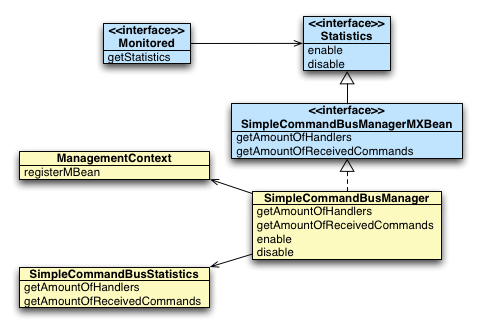 <<interface>>
Monitored
getStatistics
<<interface>>
Statistics
enable
disable
<<interface>>
SimpleCommandBusManagerMXBean
getAmountOfHandlers
getAmountOfReceivedCommands
ManagementContext
registerMBean
SimpleCommandBusManager
getAmountOfHandlers
getAmountOfReceivedCommands
enable
disable
SimpleCommandBusStatistics
getAmountOfHandlers
getAmountOfReceivedCommands